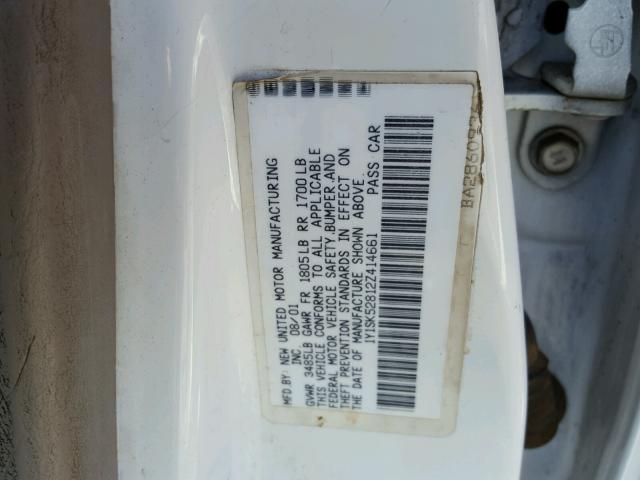 MFD BY: NEW UNITED MOTOR MANUFACTURING
INC 08/01
GVWR 3485LB GAWR FR 1805LB RR 1700LB
THIS VEHICLE CONFORMS TO ALL APPLICABLE
FEDERAL MOTOR VEHICLE SAFETY,BUMPER,AND
THEFT PREVENTION STANDARDS IN EFFECT ON
THE DATE OF MANUFACTURE SHOWN ABOVE.
1Y1SK52812Z414661 PASS CAR